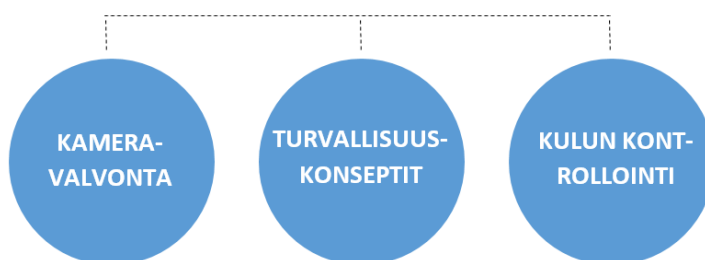 KAMERA-
VALVONTA
TURVALLISUUS-
KONSEPTIT
KULUN KONT-
ROLLOINTI